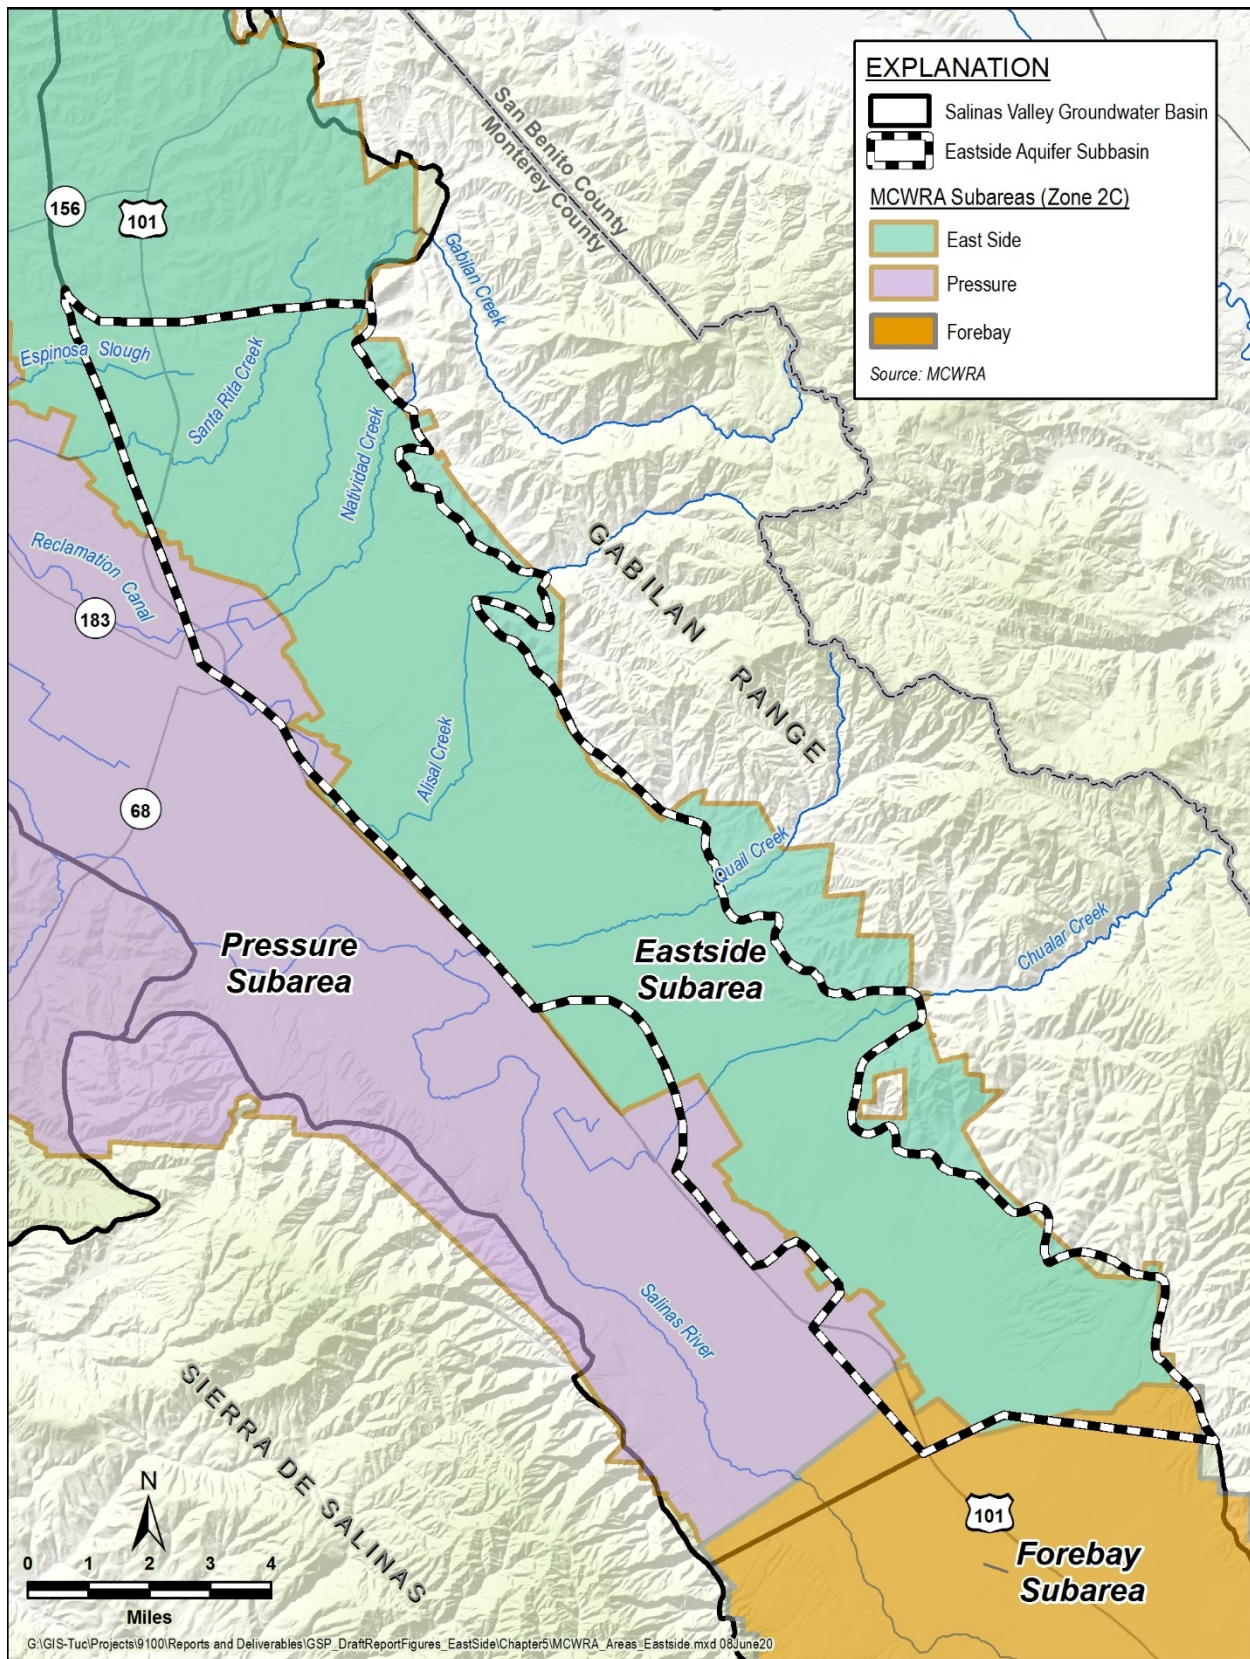 EXPLANATION
Salinas Valley Groundwater Basin
Eastside Aquifer Subbasin
MCWRA Subareas (Zone 2C)
East Side
Pressure
Forebay
Source: MCWRA
San Benito County
Monterey County
156
101
Gabilan Creek
Espinosa Slough
Santa Rita Creek
Natividad Creek
Reclamation Canal
183
GABILAN RANGE
68
Alisal Creek
Quail Creek
Chualar Creek
Pressure
Subarea
Eastside
Subarea
Salinas River
SIERRA DE SALINAS
N
0 1 2 3 4
Miles
101
Forebay
Subarea
G:\GIS-Tuc\Projects\9100\Reports and Deliverables\GSP_DraftReportFigures_EastSide\Chapter5\MCWRA_Areas_Eastside.mxd 08June20